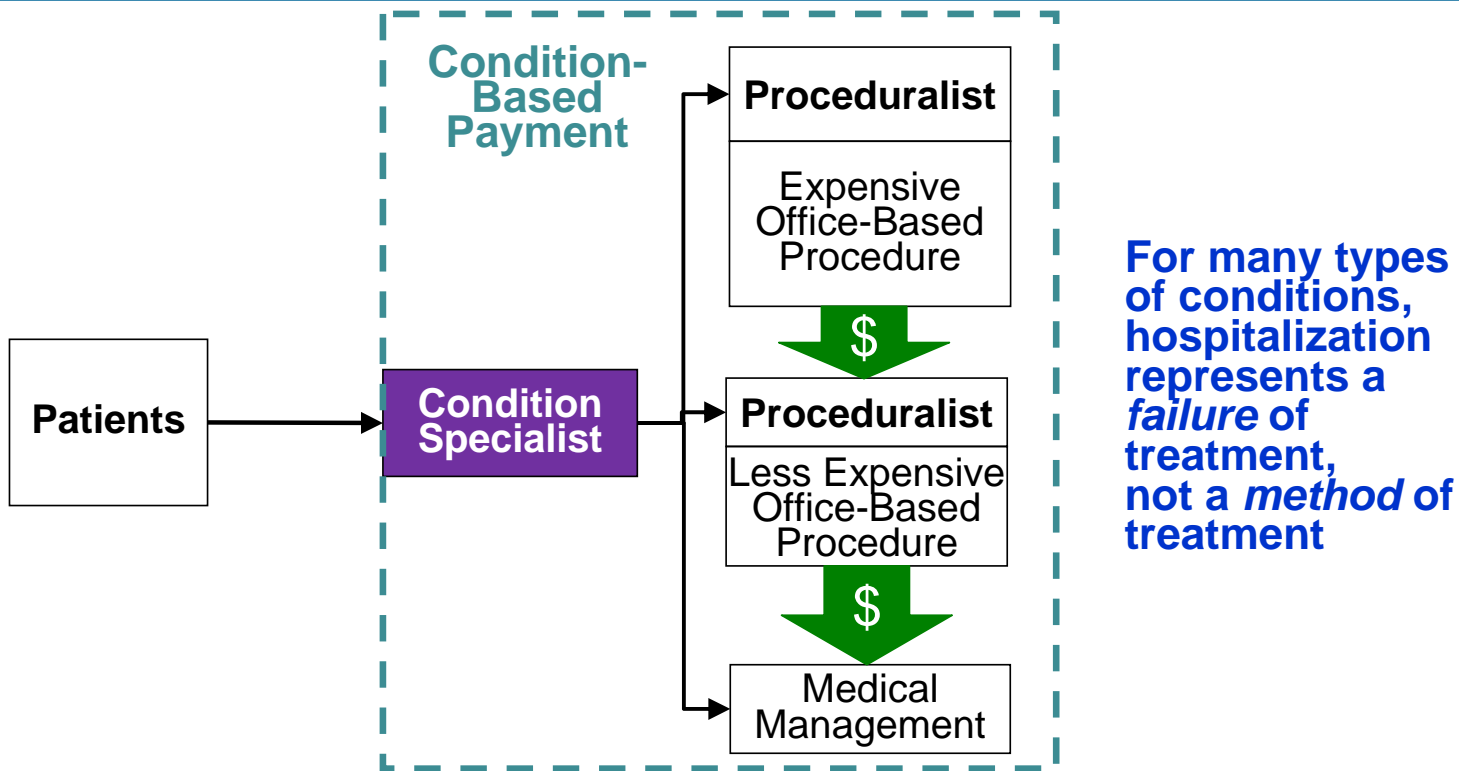 Condition-
Based
Payment
Proceduralist
Expensive
Office-Based
Procedure
$
Patients
Condition
Specialist
Proceduralist
Less Expensive
Office-Based
Procedure
$
Medical
Management
For many types
of conditions,
hospitalization
represents a
failure of
treatment,
not a method of
treatment